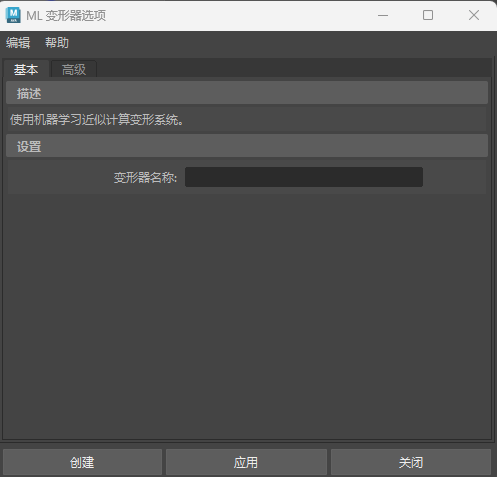 ML 变形器选项
编辑 帮助
基本 高级
描述
使用机器学习近似计算变形系统。
设置
变形器名称:
创建 应用 关闭